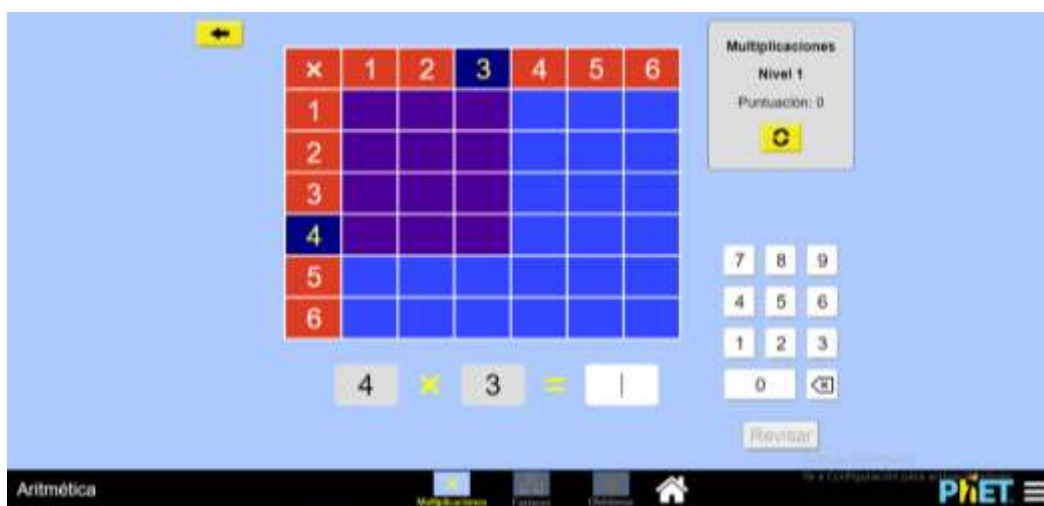 Multiplicaciones
Nivel 1
Puntuación: 0
× 1 2 3 4 5 6
1
2
3
4
5
6
4 × 3 =
7 8 9
4 5 6
1 2 3
0
Revisar
Aritmética
Multiplicaciones
PhET